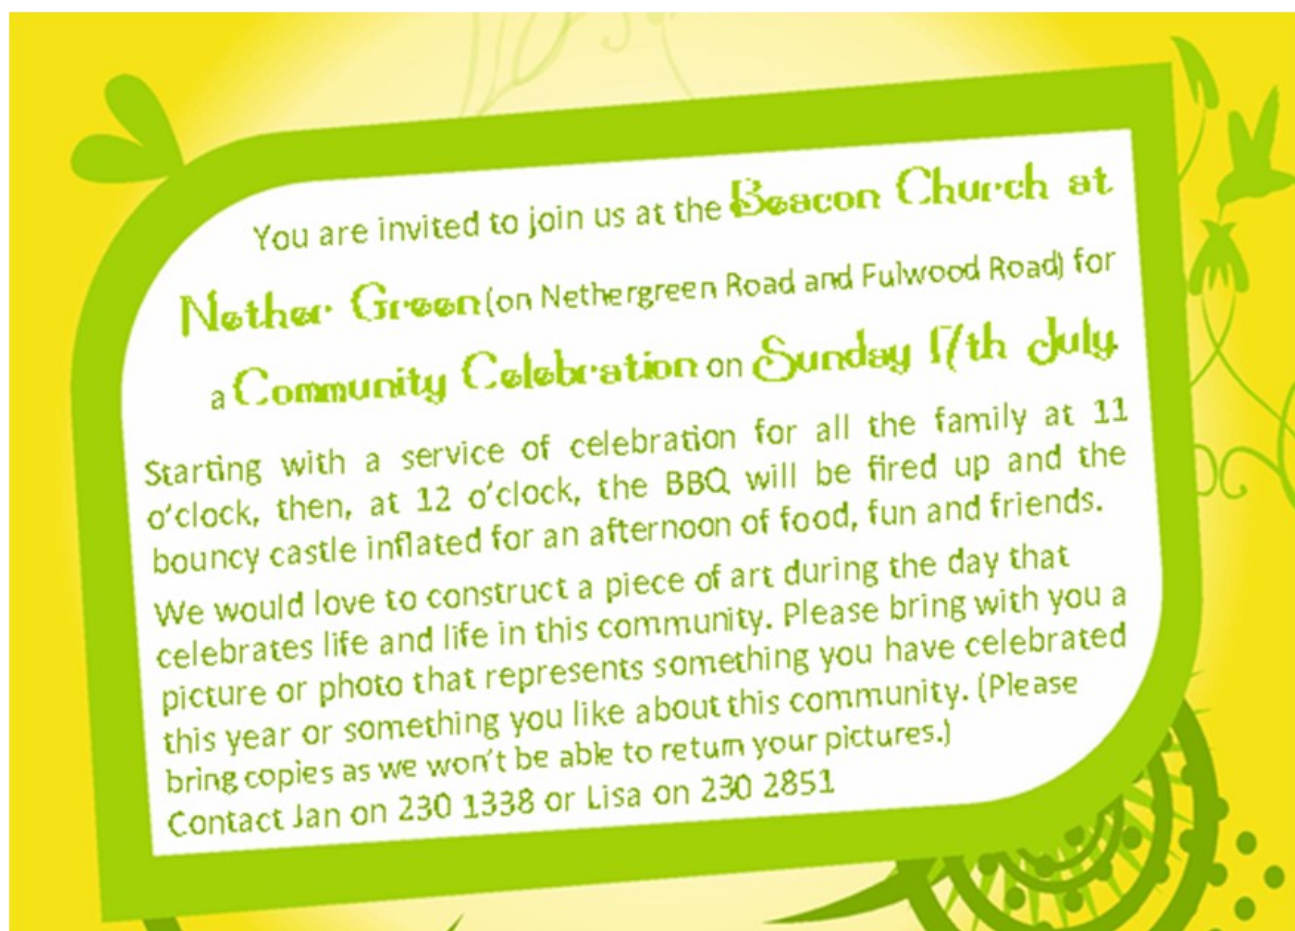 You are invited to join us at the Beacon Church at
Nether Green (on Nethergreen Road and Fulwood Road) for
a Community Celebration on Sunday 17th July.
Starting with a service of celebration for all the family at 11
o'clock, then, at 12 o'clock, the BBQ will be fired up and the
bouncy castle inflated for an afternoon of food, fun and friends.
We would love to construct a piece of art during the day that
celebrates life and life in this community. Please bring with you a
picture or photo that represents something you have celebrated
this year or something you like about this community. (Please
bring copies as we won't be able to return your pictures.)
Contact Jan on 230 1338 or Lisa on 230 2851